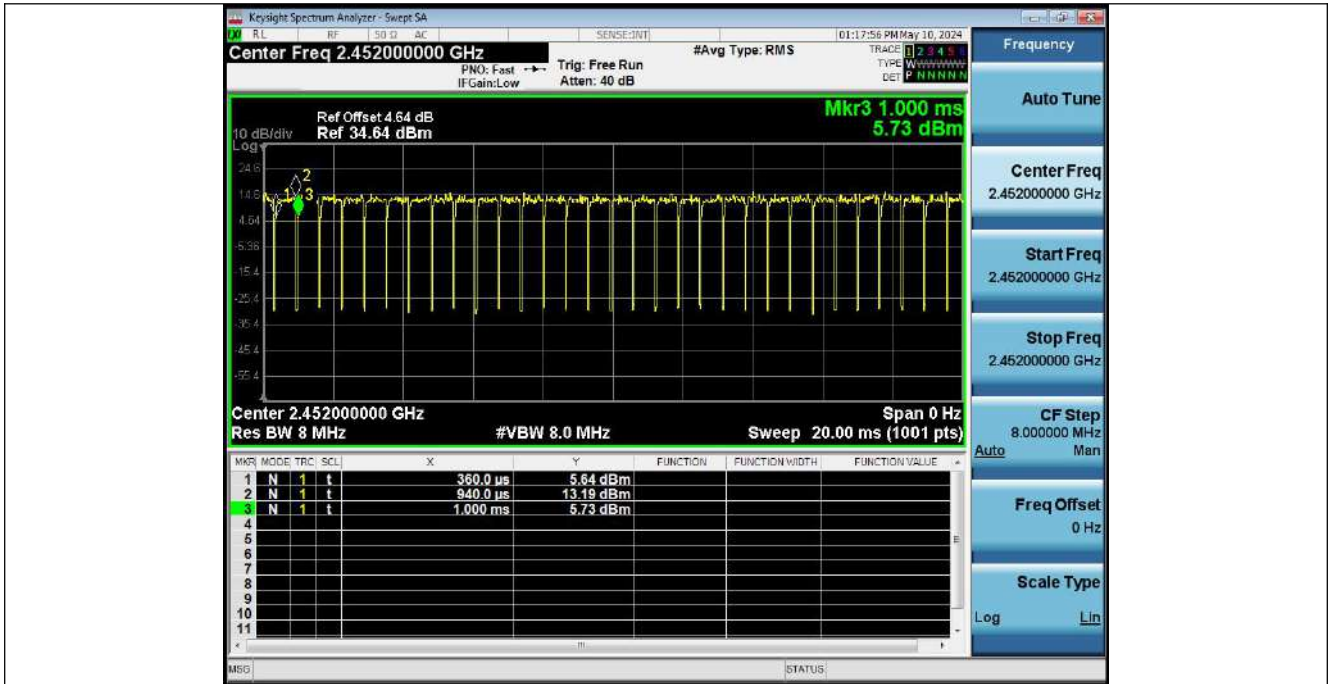 Keysight Spectrum Analyzer - Swept SA
RL RF 50 Ω AC SENSE:INT 01:17:56 PM May 10, 2024
Center Freq 2.452000000 GHz #Avg Type: RMS TRACE 1 2 3 4 5 6
PNO: Fast Trig: Free Run TYPE
IFGain:Low Atten: 40 dB DET P N N N N N
Frequency
Auto Tune
Center Freq
2.452000000 GHz
Start Freq
2.452000000 GHz
Stop Freq
2.452000000 GHz
CF Step
8.000000 MHz
Auto Man
Freq Offset
0 Hz
Scale Type
Log Lin
Mkr3 1.000 ms
5.73 dBm
Ref Offset 4.64 dB
10 dB/div Ref 34.64 dBm
Log
24.6
2
14.6 1 3
4.64
-5.36
-15.4
-25.4
-35.4
-45.4
-55.4
Center 2.452000000 GHz Span 0 Hz
Res BW 8 MHz #VBW 8.0 MHz Sweep 20.00 ms (1001 pts)
MKR MODE TRC SCL X Y FUNCTION FUNCTION WIDTH FUNCTION VALUE
1 N 1 t 360.0 µs 5.64 dBm
2 N 1 t 940.0 µs 13.19 dBm
3 N 1 t 1.000 ms 5.73 dBm
4
5
6
7
8
9
10
11
MSG STATUS